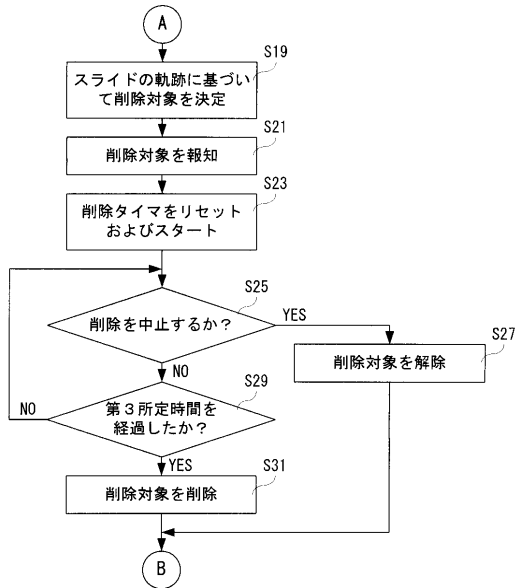 A
S19
スライドの軌跡に基づい
て削除対象を決定
S21
削除対象を報知
S23
削除タイマをリセット
およびスタート
S25
削除を中止するか?
YES
S27
削除対象を解除
NO
S29
第3所定時間を
経過したか?
NO
YES
S31
削除対象を削除
B